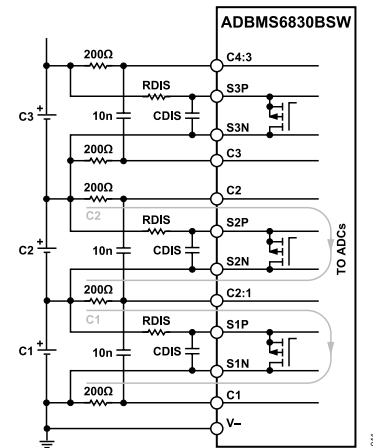 ADBMS6830BSW
200Ω
C4:3
RDIS
S3P
C3
+
10n
CDIS
S3N
200Ω
C3
200Ω
C2
C2
RDIS
S2P
C2
+
10n
CDIS
S2N
TO ADCs
200Ω
C2:1
C1
RDIS
S1P
C1
+
10n
CDIS
S1N
200Ω
C1
V−